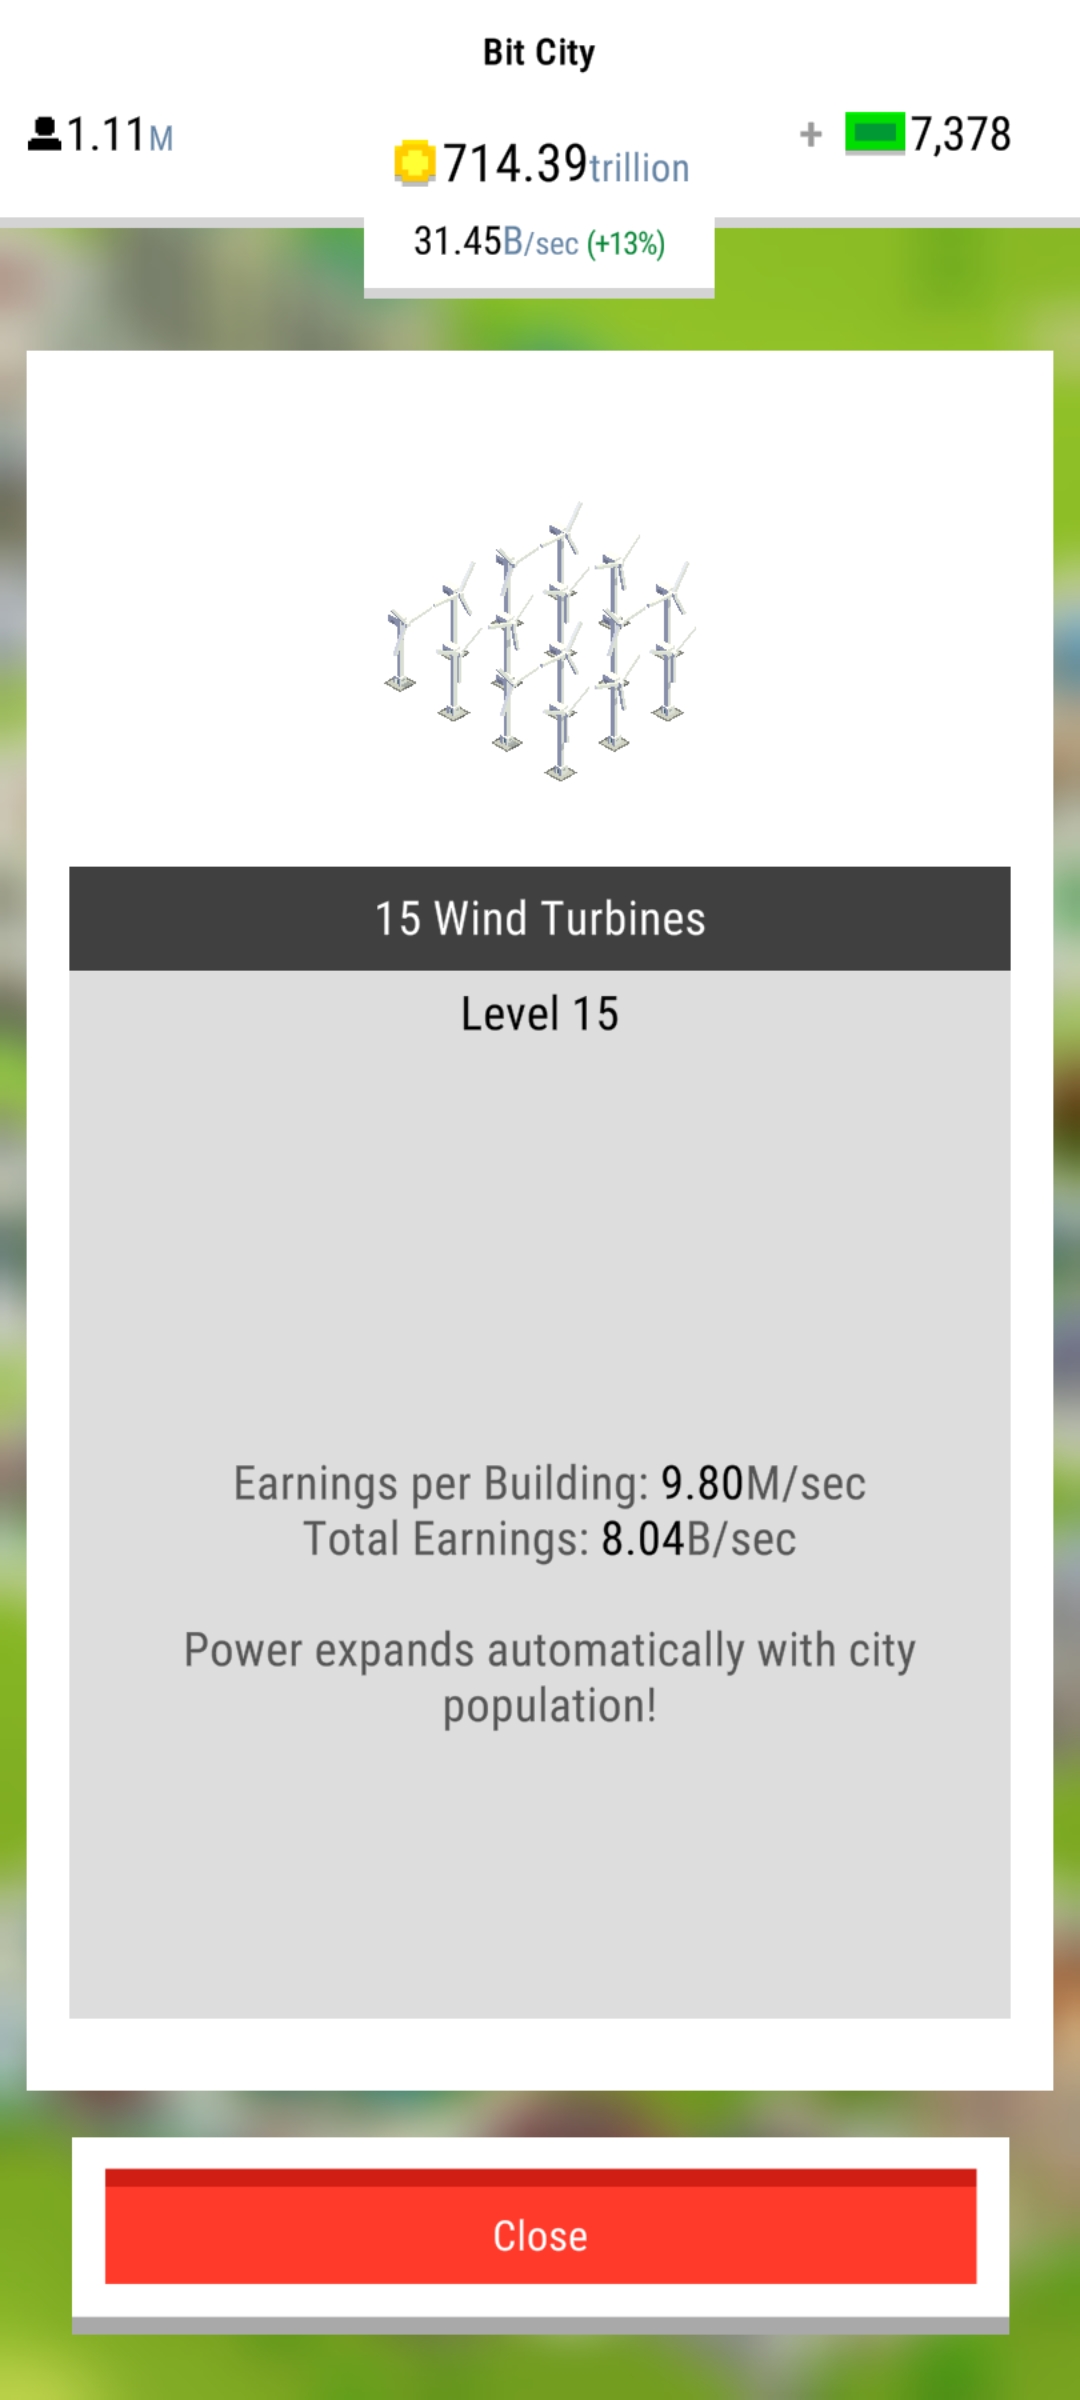 Bit City
1.11M
714.39trillion
+ 7,378
31.45B/sec (+13%)
15 Wind Turbines
Level 15
Earnings per Building: 9.80M/sec
Total Earnings: 8.04B/sec
Power expands automatically with city
population!
Close